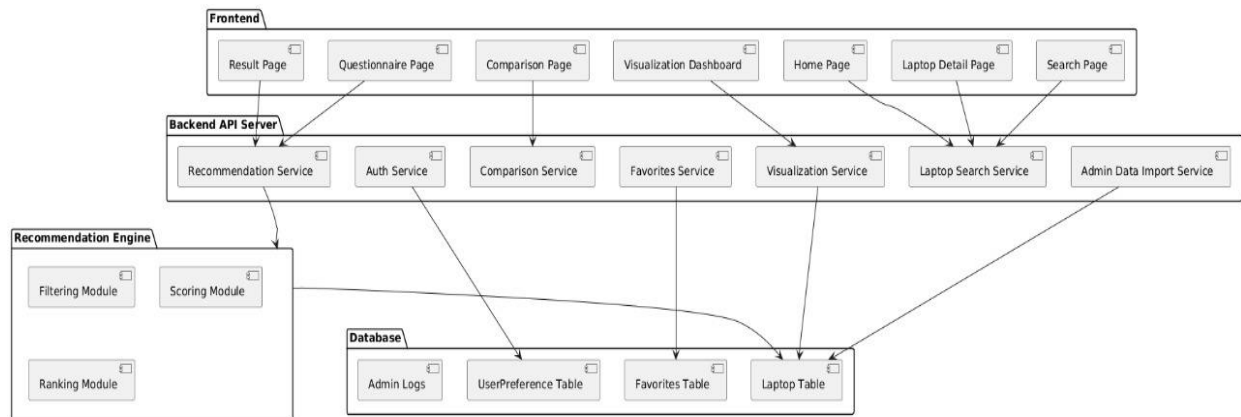 Frontend
Result Page
Questionnaire Page
Comparison Page
Visualization Dashboard
Home Page
Laptop Detail Page
Search Page
Backend API Server
Recommendation Service
Auth Service
Comparison Service
Favorites Service
Visualization Service
Laptop Search Service
Admin Data Import Service
Recommendation Engine
Filtering Module
Scoring Module
Ranking Module
Database
Admin Logs
UserPreference Table
Favorites Table
Laptop Table